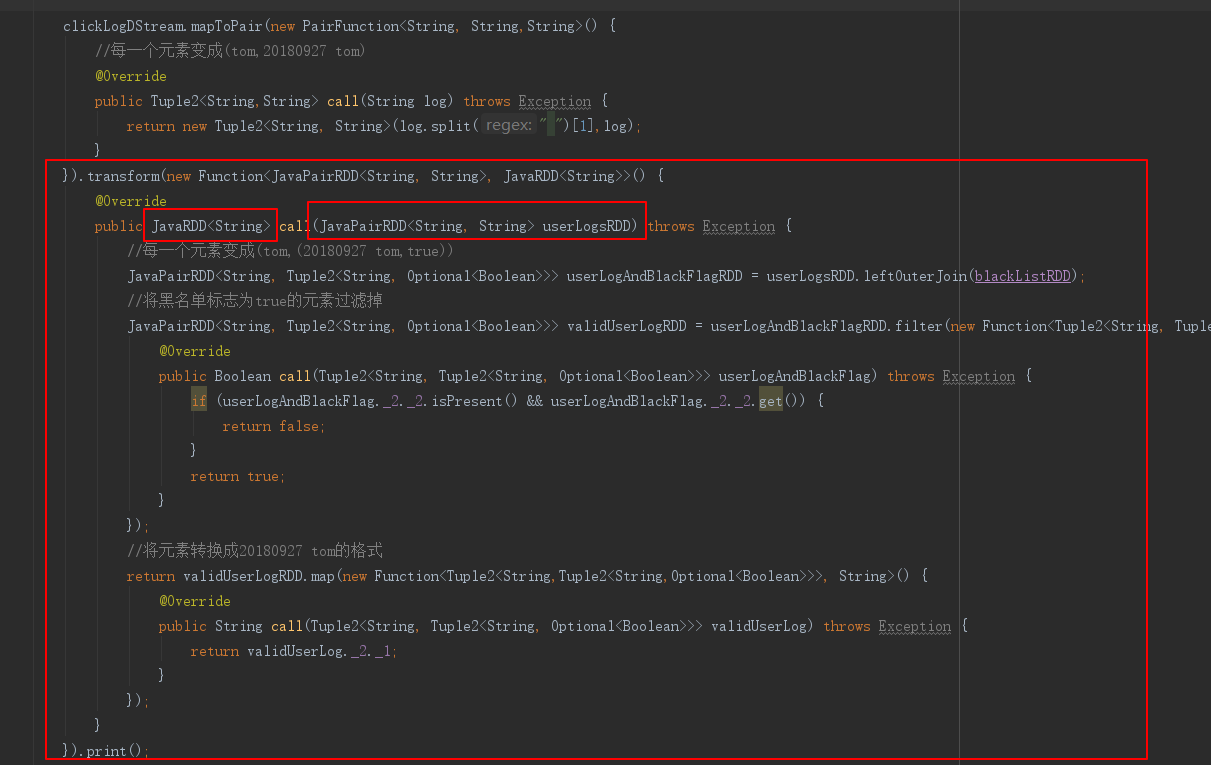 clickLogDStream.mapToPair(new PairFunction<String, String,String>() {
//每一个元素变成(tom,20180927 tom)
@Override
public Tuple2<String,String> call(String log) throws Exception {
return new Tuple2<String, String>(log.split( regex: " ")[1],log);
}
}).transform(new Function<JavaPairRDD<String, String>, JavaRDD<String>>() {
@Override
public JavaRDD<String> call(JavaPairRDD<String, String> userLogsRDD) throws Exception {
//每一个元素变成(tom,(20180927 tom,true))
JavaPairRDD<String, Tuple2<String, Optional<Boolean>>> userLogAndBlackFlagRDD = userLogsRDD.leftOuterJoin(blackListRDD);
//将黑名单标志为true的元素过滤掉
JavaPairRDD<String, Tuple2<String, Optional<Boolean>>> validUserLogRDD = userLogAndBlackFlagRDD.filter(new Function<Tuple2<String, Tuple
@Override
public Boolean call(Tuple2<String, Tuple2<String, Optional<Boolean>>> userLogAndBlackFlag) throws Exception {
if (userLogAndBlackFlag._2._2.isPresent() && userLogAndBlackFlag._2._2.get()) {
return false;
}
return true;
}
});
//将元素转换成20180927 tom的格式
return validUserLogRDD.map(new Function<Tuple2<String,Tuple2<String,Optional<Boolean>>>, String>() {
@Override
public String call(Tuple2<String, Tuple2<String, Optional<Boolean>>> validUserLog) throws Exception {
return validUserLog._2._1;
}
});
}
}).print();